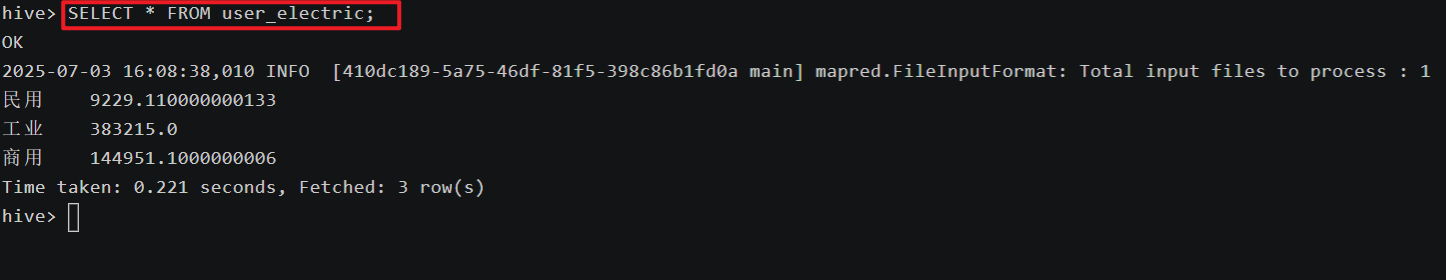 hive> SELECT * FROM user_electric;
OK
2025-07-03 16:08:38,010 INFO  [410dc189-5a75-46df-81f5-398c86b1fd0a main] mapred.FileInputFormat: Total input files to process : 1
民用    9229.110000000133
工业    383215.0
商用    144951.1000000006
Time taken: 0.221 seconds, Fetched: 3 row(s)
hive>